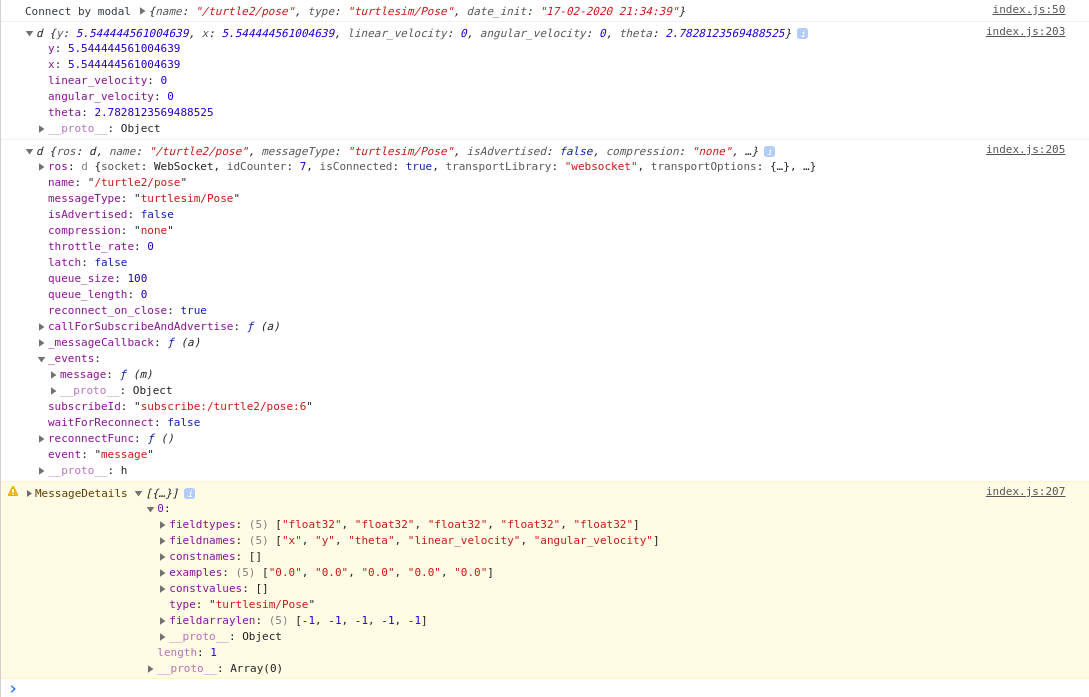 Connect by modal {name: "/turtle2/pose", type: "turtlesim/Pose", date_init: "17-02-2020 21:34:39"} index.js:50
d {y: 5.544444561004639, x: 5.544444561004639, linear_velocity: 0, angular_velocity: 0, theta: 2.7828123569488525} i index.js:203
y: 5.544444561004639
x: 5.544444561004639
linear_velocity: 0
angular_velocity: 0
theta: 2.7828123569488525
__proto__: Object
d {ros: d, name: "/turtle2/pose", messageType: "turtlesim/Pose", isAdvertised: false, compression: "none", …} i index.js:205
ros: d {socket: WebSocket, idCounter: 7, isConnected: true, transportLibrary: "websocket", transportOptions: {…}, …}
name: "/turtle2/pose"
messageType: "turtlesim/Pose"
isAdvertised: false
compression: "none"
throttle_rate: 0
latch: false
queue_size: 100
queue_length: 0
reconnect_on_close: true
callForSubscribeAndAdvertise: ƒ (a)
_messageCallback: ƒ (a)
_events:
message: ƒ (m)
__proto__: Object
subscribeId: "subscribe:/turtle2/pose:6"
waitForReconnect: false
reconnectFunc: ƒ ()
event: "message"
__proto__: h
MessageDetails [{…}] i index.js:207
0:
fieldtypes: (5) ["float32", "float32", "float32", "float32", "float32"]
fieldnames: (5) ["x", "y", "theta", "linear_velocity", "angular_velocity"]
constnames: []
examples: (5) ["0.0", "0.0", "0.0", "0.0", "0.0"]
constvalues: []
type: "turtlesim/Pose"
fieldarraylen: (5) [-1, -1, -1, -1, -1]
__proto__: Object
length: 1
__proto__: Array(0)